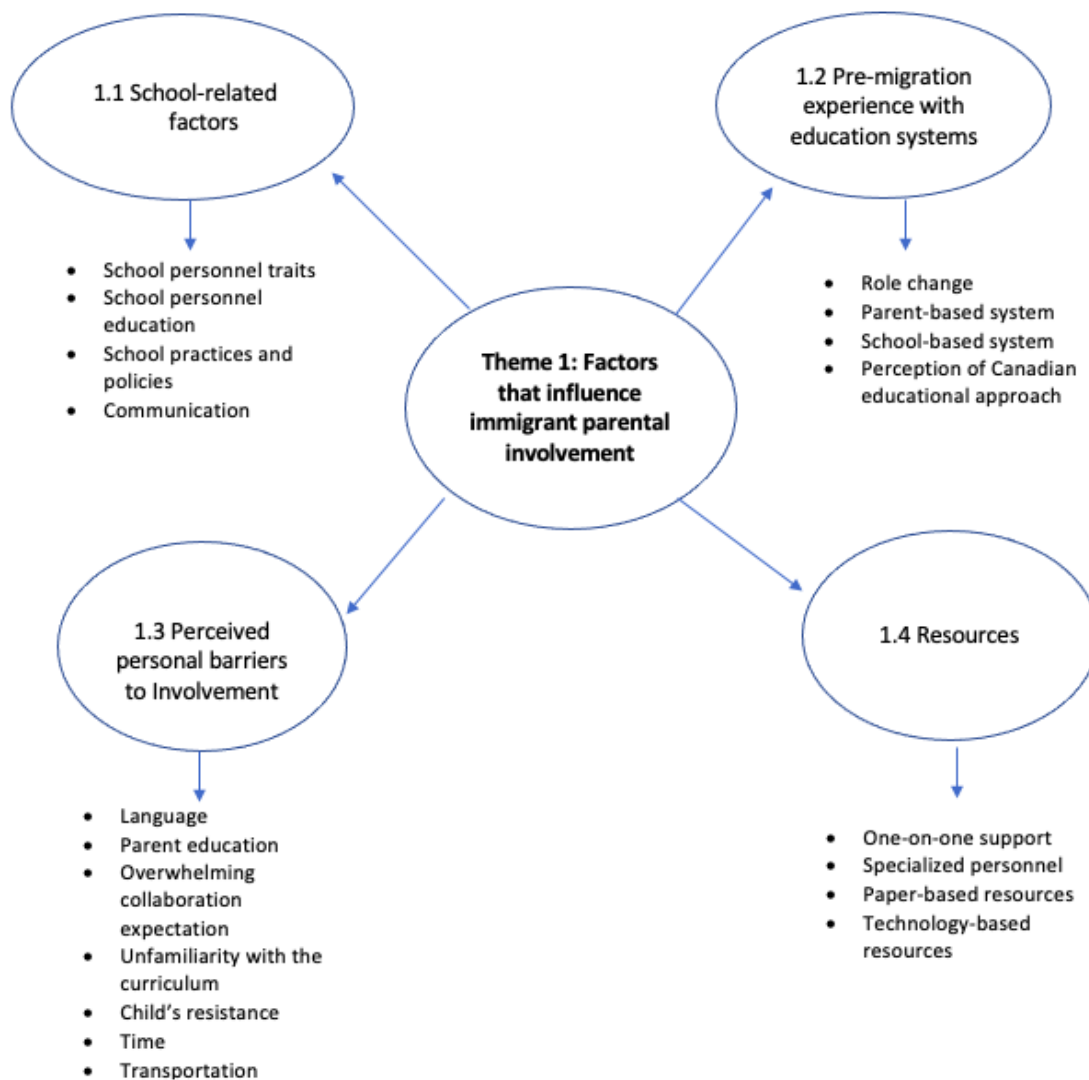 1.1 School-related
factors
• School personnel traits
• School personnel
education
• School practices and
policies
• Communication
1.2 Pre-migration
experience with
education systems
• Role change
• Parent-based system
• School-based system
• Perception of Canadian
educational approach
Theme 1: Factors
that influence
immigrant parental
involvement
1.3 Perceived
personal barriers
to Involvement
• Language
• Parent education
• Overwhelming
collaboration
expectation
• Unfamiliarity with the
curriculum
• Child's resistance
• Time
• Transportation
1.4 Resources
• One-on-one support
• Specialized personnel
• Paper-based resources
• Technology-based
resources